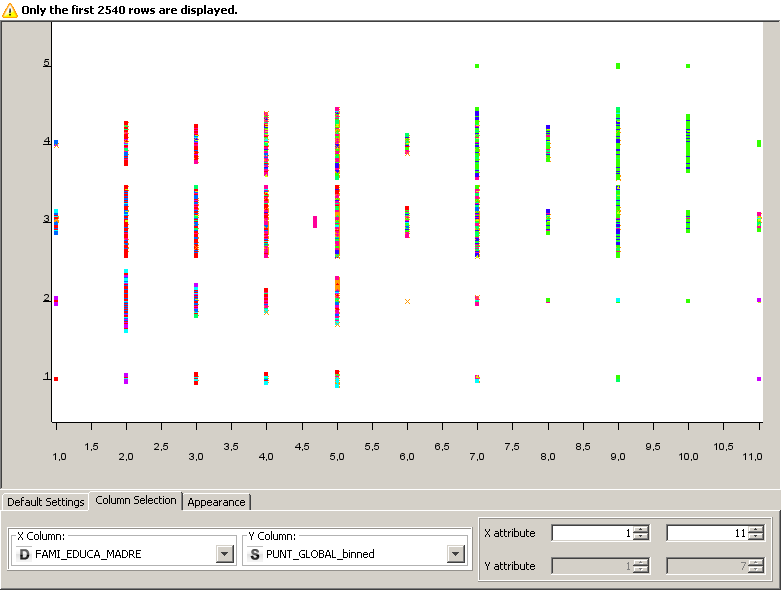 Only the first 2540 rows are displayed.
5
4
3
2
1
1,5 2,5 3,5 4,5 5,5 6,5 7,5 8,5 9,5 10,5
1,0 2,0 3,0 4,0 5,0 6,0 7,0 8,0 9,0 10,0 11,0
Default Settings Column Selection Appearance
X Column: Y Column:
D FAMI_EDUCA_MADRE S PUNT_GLOBAL_binned
X attribute 1 11
Y attribute 1 7